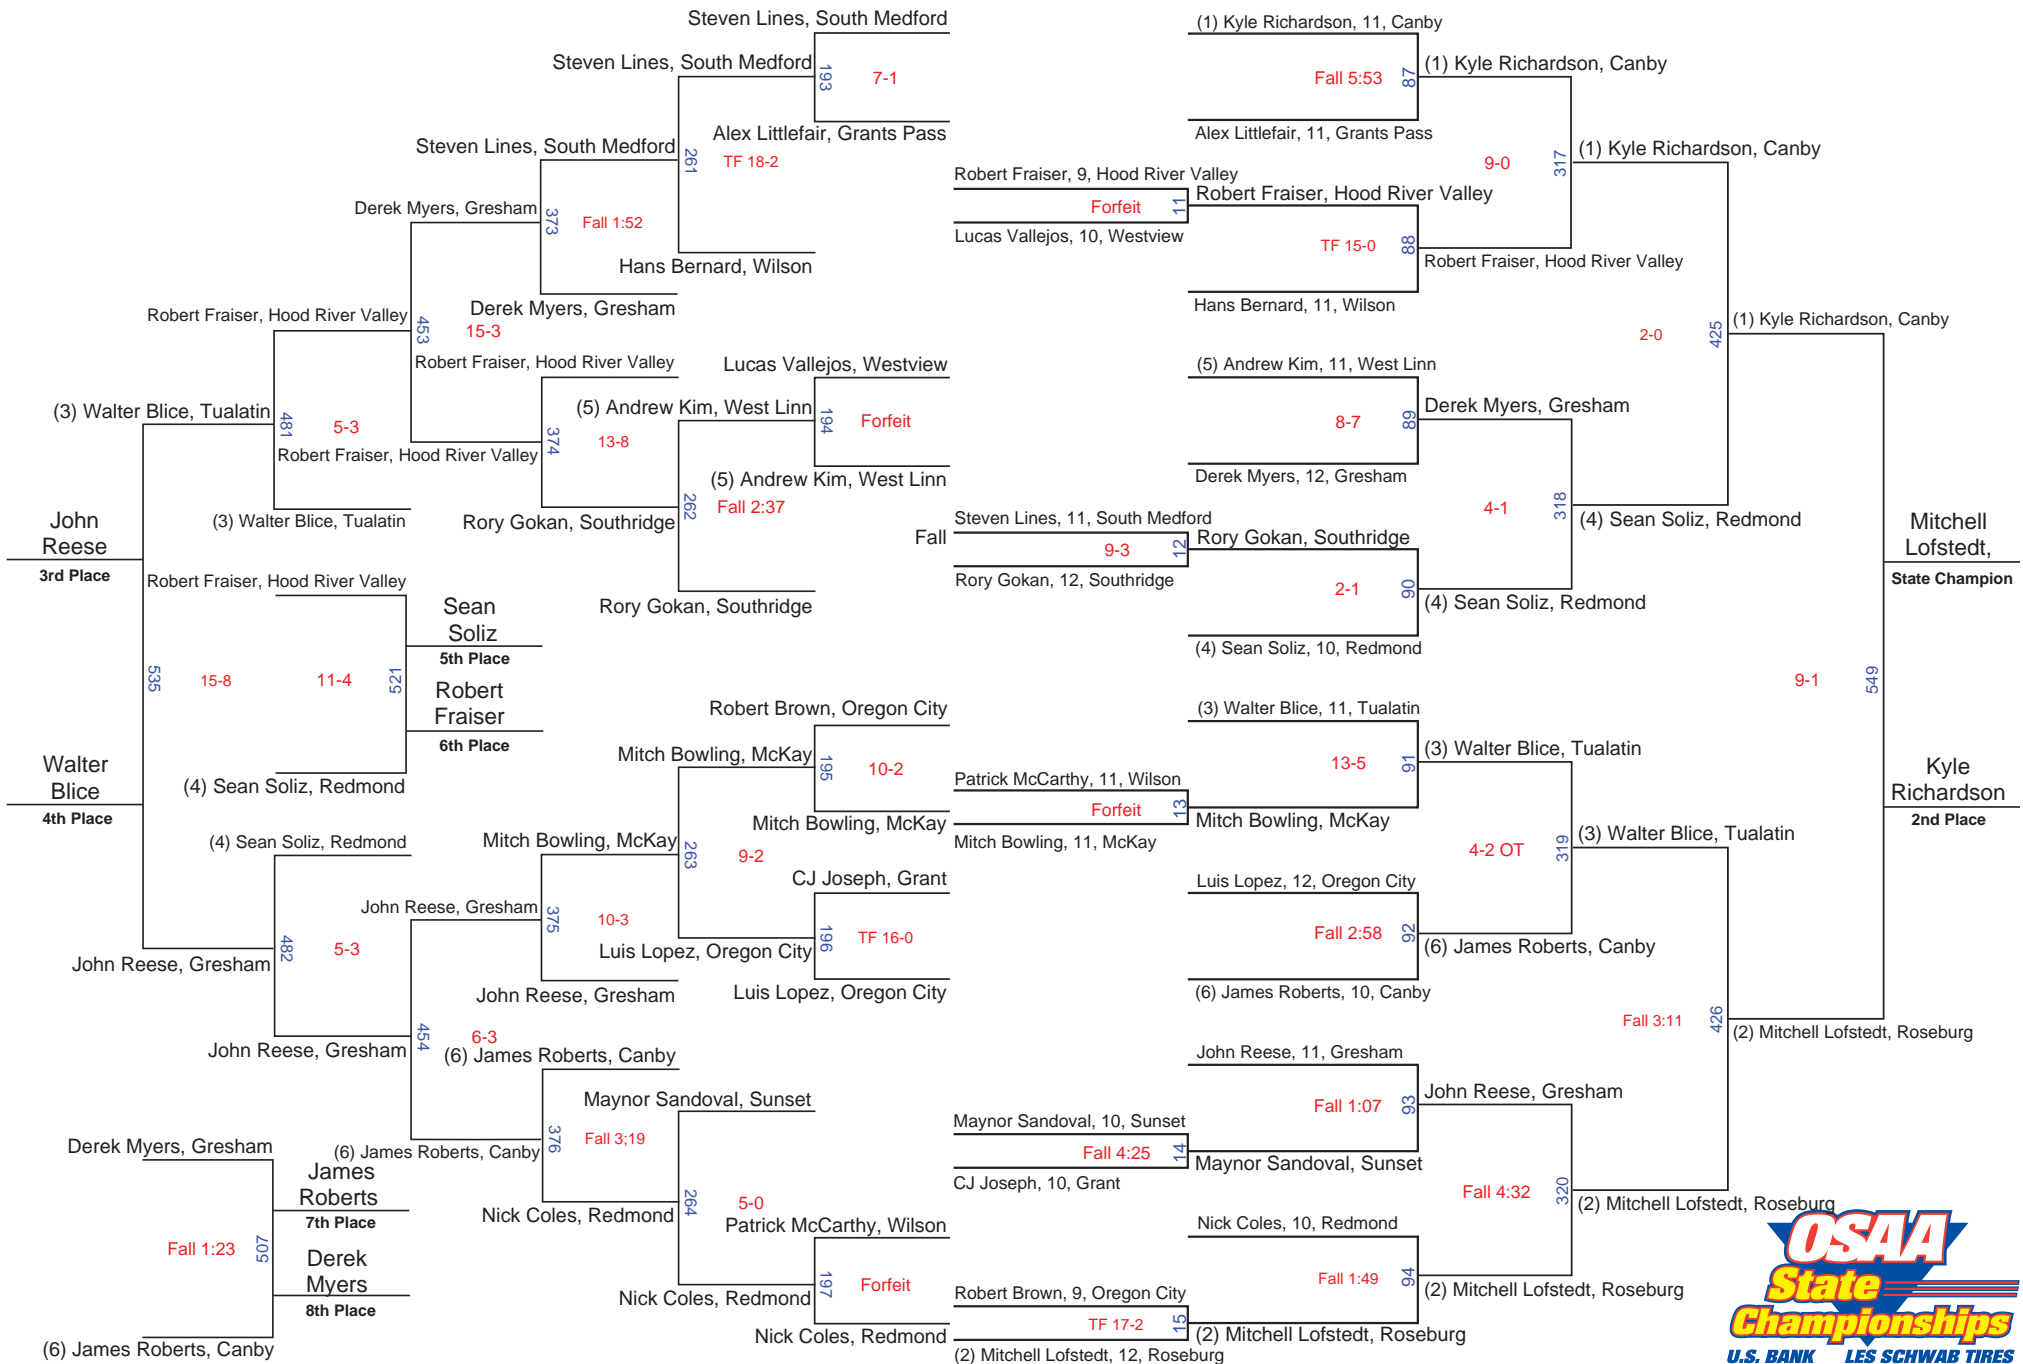 Steven Lines, South Medford
(1) Kyle Richardson, 11, Canby
Steven Lines, South Medford
193
7-1
Fall 5:53
87
(1) Kyle Richardson, Canby
Alex Littlefair, Grants Pass
Alex Littlefair, 11, Grants Pass
Steven Lines, South Medford
261
TF 18-2
9-0
317
(1) Kyle Richardson, Canby
Robert Fraiser, 9, Hood River Valley
Forfeit
11
Robert Fraiser, Hood River Valley
Lucas Vallejos, 10, Westview
Derek Myers, Gresham
373
Fall 1:52
TF 15-0
88
Robert Fraiser, Hood River Valley
Hans Bernard, Wilson
Hans Bernard, 11, Wilson
Derek Myers, Gresham
Robert Fraiser, Hood River Valley
453
15-3
2-0
425
(1) Kyle Richardson, Canby
Robert Fraiser, Hood River Valley
Lucas Vallejos, Westview
(5) Andrew Kim, 11, West Linn
(3) Walter Blice, Tualatin
481
5-3
(5) Andrew Kim, West Linn
194
Forfeit
8-7
89
Derek Myers, Gresham
374
13-8
Robert Fraiser, Hood River Valley
(5) Andrew Kim, West Linn
Derek Myers, 12, Gresham
262
Fall 2:37
4-1
318
(4) Sean Soliz, Redmond
(3) Walter Blice, Tualatin
Rory Gokan, Southridge
Fall
Steven Lines, 11, South Medford
9-3
12
Rory Gokan, Southridge
Rory Gokan, 12, Southridge
John
Reese
3rd Place
Mitchell
Lofstedt,
State Champion
Robert Fraiser, Hood River Valley
Rory Gokan, Southridge
2-1
90
(4) Sean Soliz, Redmond
(4) Sean Soliz, 10, Redmond
Sean
Soliz
5th Place
535
15-8
11-4
521
9-1
549
Robert
Fraiser
6th Place
Robert Brown, Oregon City
(3) Walter Blice, 11, Tualatin
Mitch Bowling, McKay
195
10-2
13-5
91
(3) Walter Blice, Tualatin
Walter
Blice
4th Place
(4) Sean Soliz, Redmond
Patrick McCarthy, 11, Wilson
Forfeit
13
Mitch Bowling, McKay
Mitch Bowling, McKay
Mitch Bowling, 11, McKay
Kyle
Richardson
2nd Place
(4) Sean Soliz, Redmond
Mitch Bowling, McKay
263
9-2
4-2 OT
319
(3) Walter Blice, Tualatin
CJ Joseph, Grant
Luis Lopez, 12, Oregon City
John Reese, Gresham
375
10-3
482
5-3
Luis Lopez, Oregon City
196
TF 16-0
Fall 2:58
92
(6) James Roberts, Canby
John Reese, Gresham
John Reese, Gresham
Luis Lopez, Oregon City
(6) James Roberts, 10, Canby
454
6-3
Fall 3:11
426
(2) Mitchell Lofstedt, Roseburg
John Reese, Gresham
(6) James Roberts, Canby
John Reese, 11, Gresham
Maynor Sandoval, Sunset
Fall 1:07
93
John Reese, Gresham
376
Fall 3;19
(6) James Roberts, Canby
Maynor Sandoval, 10, Sunset
Fall 4:25
14
Maynor Sandoval, Sunset
CJ Joseph, 10, Grant
Derek Myers, Gresham
James
Roberts
7th Place
Nick Coles, Redmond
264
5-0
Fall 4:32
320
(2) Mitchell Lofstedt, Roseburg
Patrick McCarthy, Wilson
Nick Coles, 10, Redmond
Fall 1:23
507
Derek
Myers
8th Place
Nick Coles, Redmond
197
Forfeit
Fall 1:49
94
(2) Mitchell Lofstedt, Roseburg
Robert Brown, 9, Oregon City
TF 17-2
15
(2) Mitchell Lofstedt, Roseburg
Nick Coles, Redmond
(2) Mitchell Lofstedt, 12, Roseburg
(6) James Roberts, Canby
OSAA
State
Championships
U.S. BANK LES SCHWAB TIRES